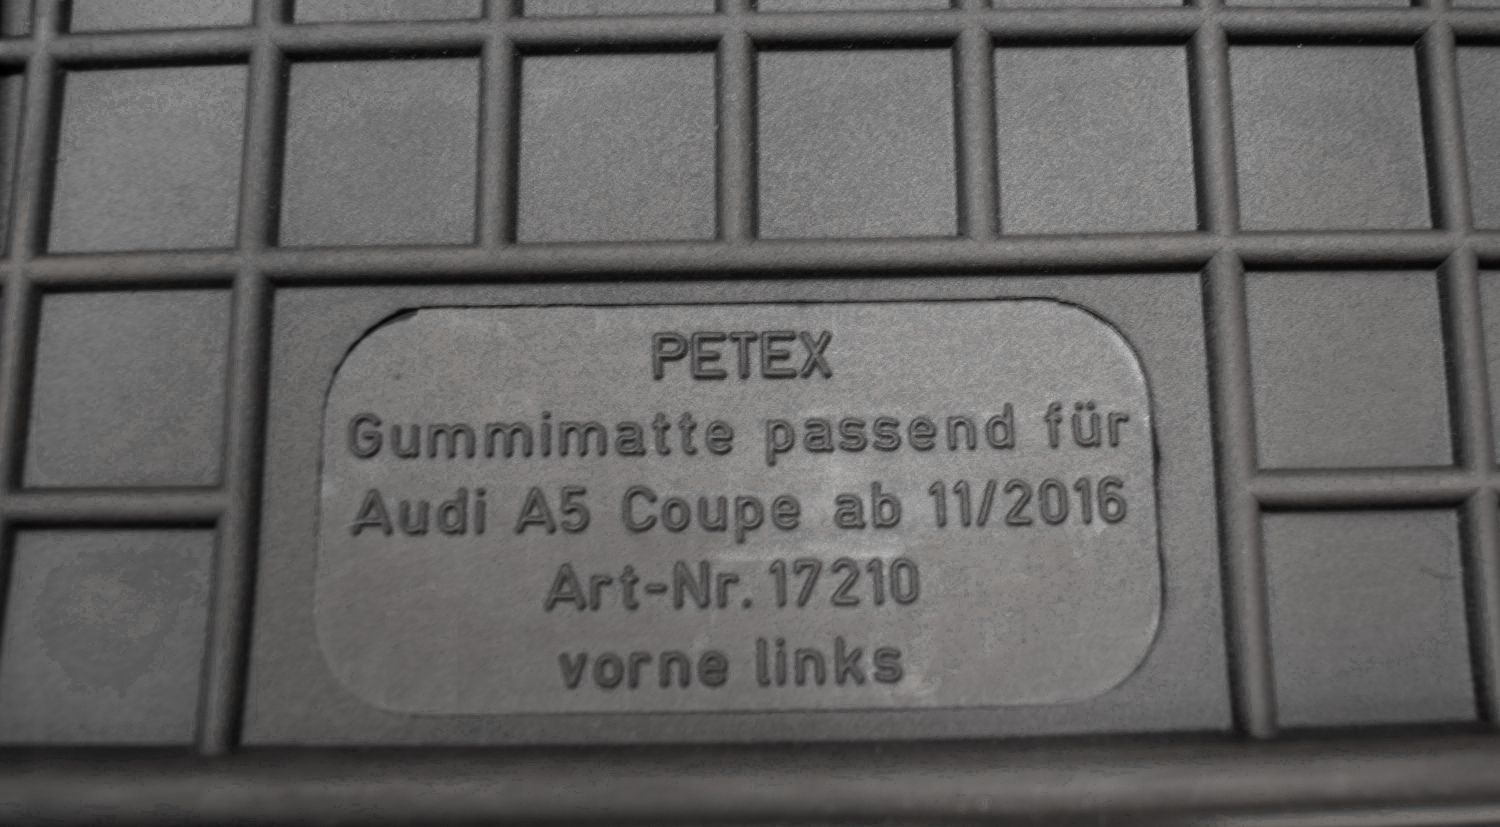 PETEX
Gummimatte passend für
Audi A5 Coupe ab 11/2016
Art-Nr. 17210
vorne links